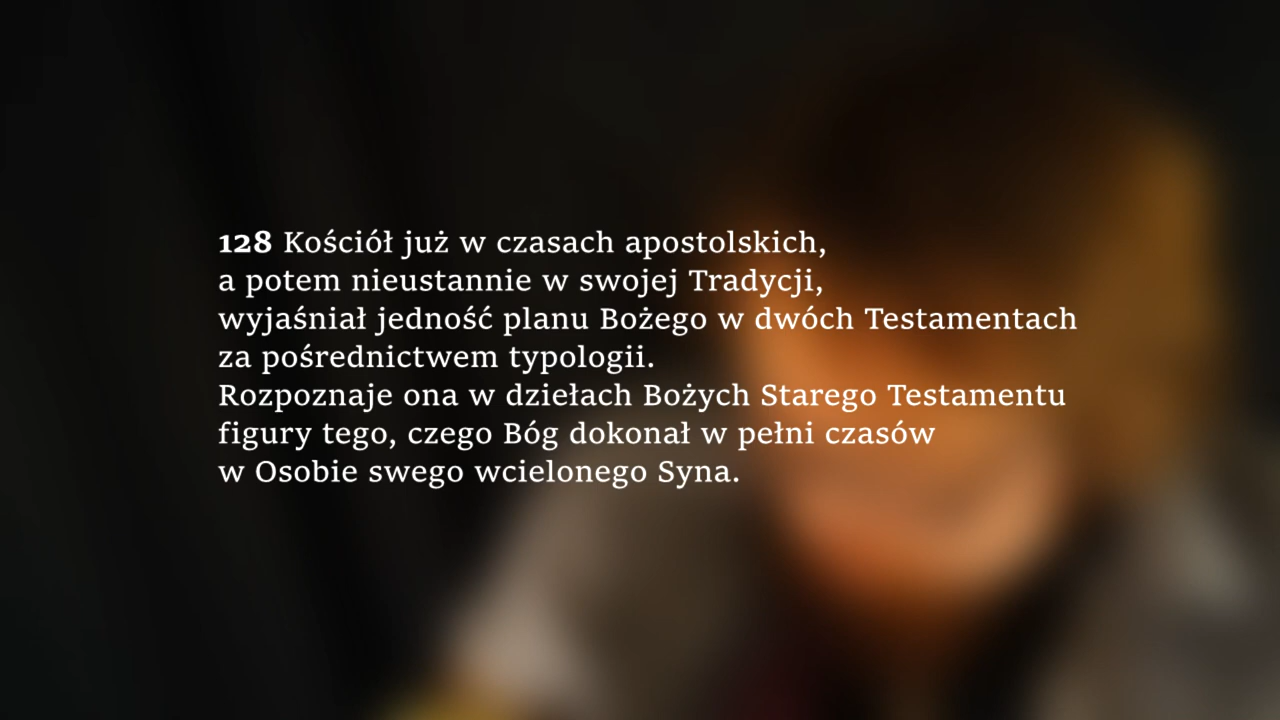 128 Kościół już w czasach apostolskich,
a potem nieustannie w swojej Tradycji,
wyjaśniał jedność planu Bożego w dwóch Testamentach
za pośrednictwem typologii.
Rozpoznaje ona w dziełach Bożych Starego Testamentu
figury tego, czego Bóg dokonał w pełni czasów
w Osobie swego wcielonego Syna.